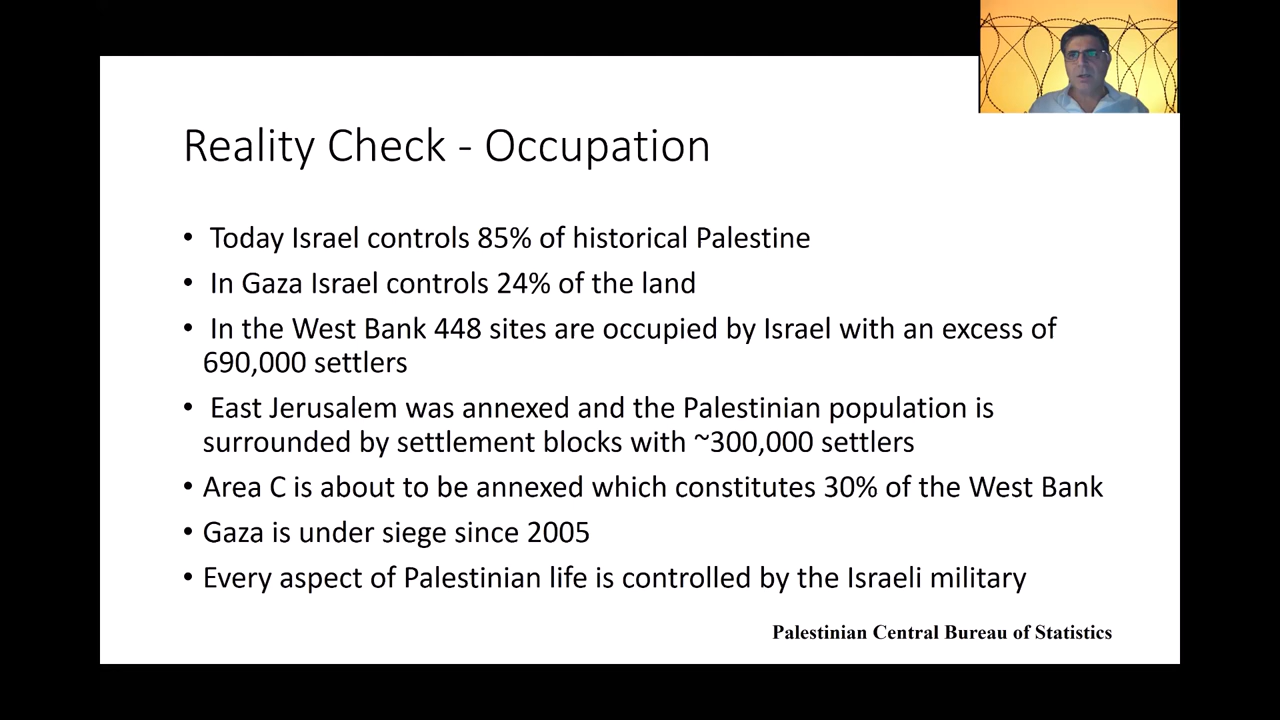 Reality Check - Occupation
• Today Israel controls 85% of historical Palestine
• In Gaza Israel controls 24% of the land
• In the West Bank 448 sites are occupied by Israel with an excess of
690,000 settlers
• East Jerusalem was annexed and the Palestinian population is
surrounded by settlement blocks with ~300,000 settlers
• Area C is about to be annexed which constitutes 30% of the West Bank
• Gaza is under siege since 2005
• Every aspect of Palestinian life is controlled by the Israeli military
Palestinian Central Bureau of Statistics